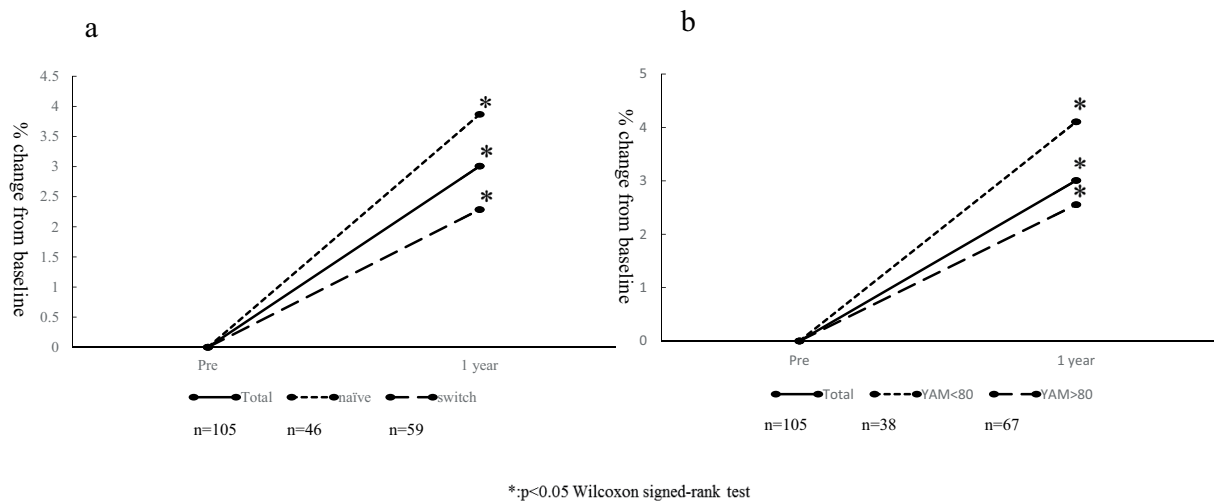 a
4.5
4
3.5
3
2.5
2
1.5
1
0.5
0
% change from baseline
*
*
*
Pre 1 year
Total naïve switch
n=105 n=46 n=59
b
5
4
3
2
1
0
% change from baseline
*
*
*
Pre 1 year
Total YAM<80 YAM>80
n=105 n=38 n=67
*:p<0.05 Wilcoxon signed-rank test